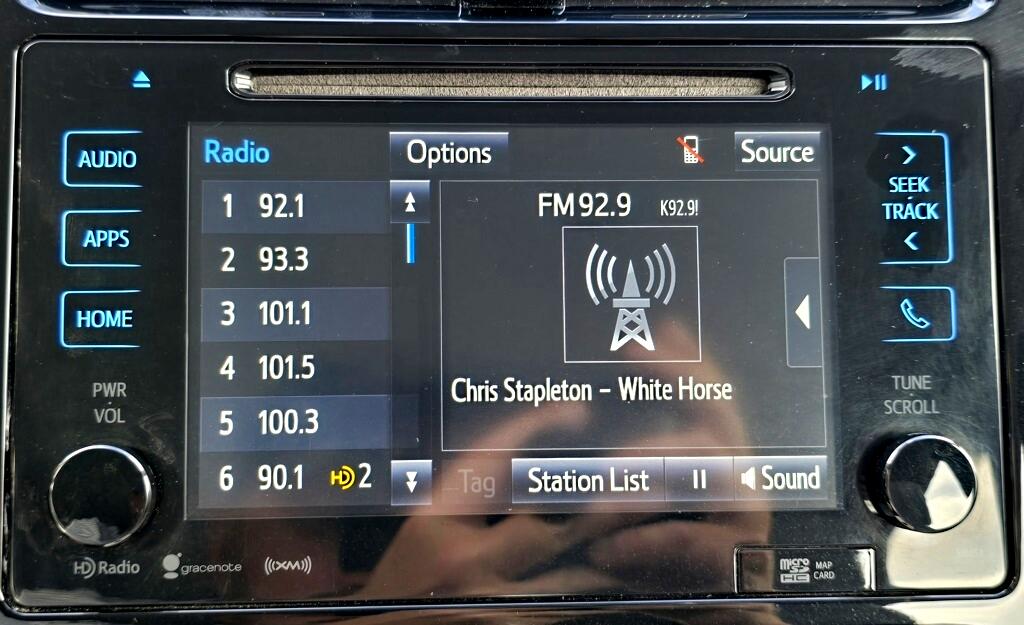 AUDIO
APPS
HOME
PWR
VOL
Radio
Options
Source
1 92.1
2 93.3
3 101.1
4 101.5
5 100.3
6 90.1 HD 2
FM 92.9 K92.9!
Chris Stapleton – White Horse
Tag
Station List
Sound
SEEK
TRACK
TUNE
SCROLL
HD Radio
gracenote
((XM))
micro
SD
HC
MAP
CARD